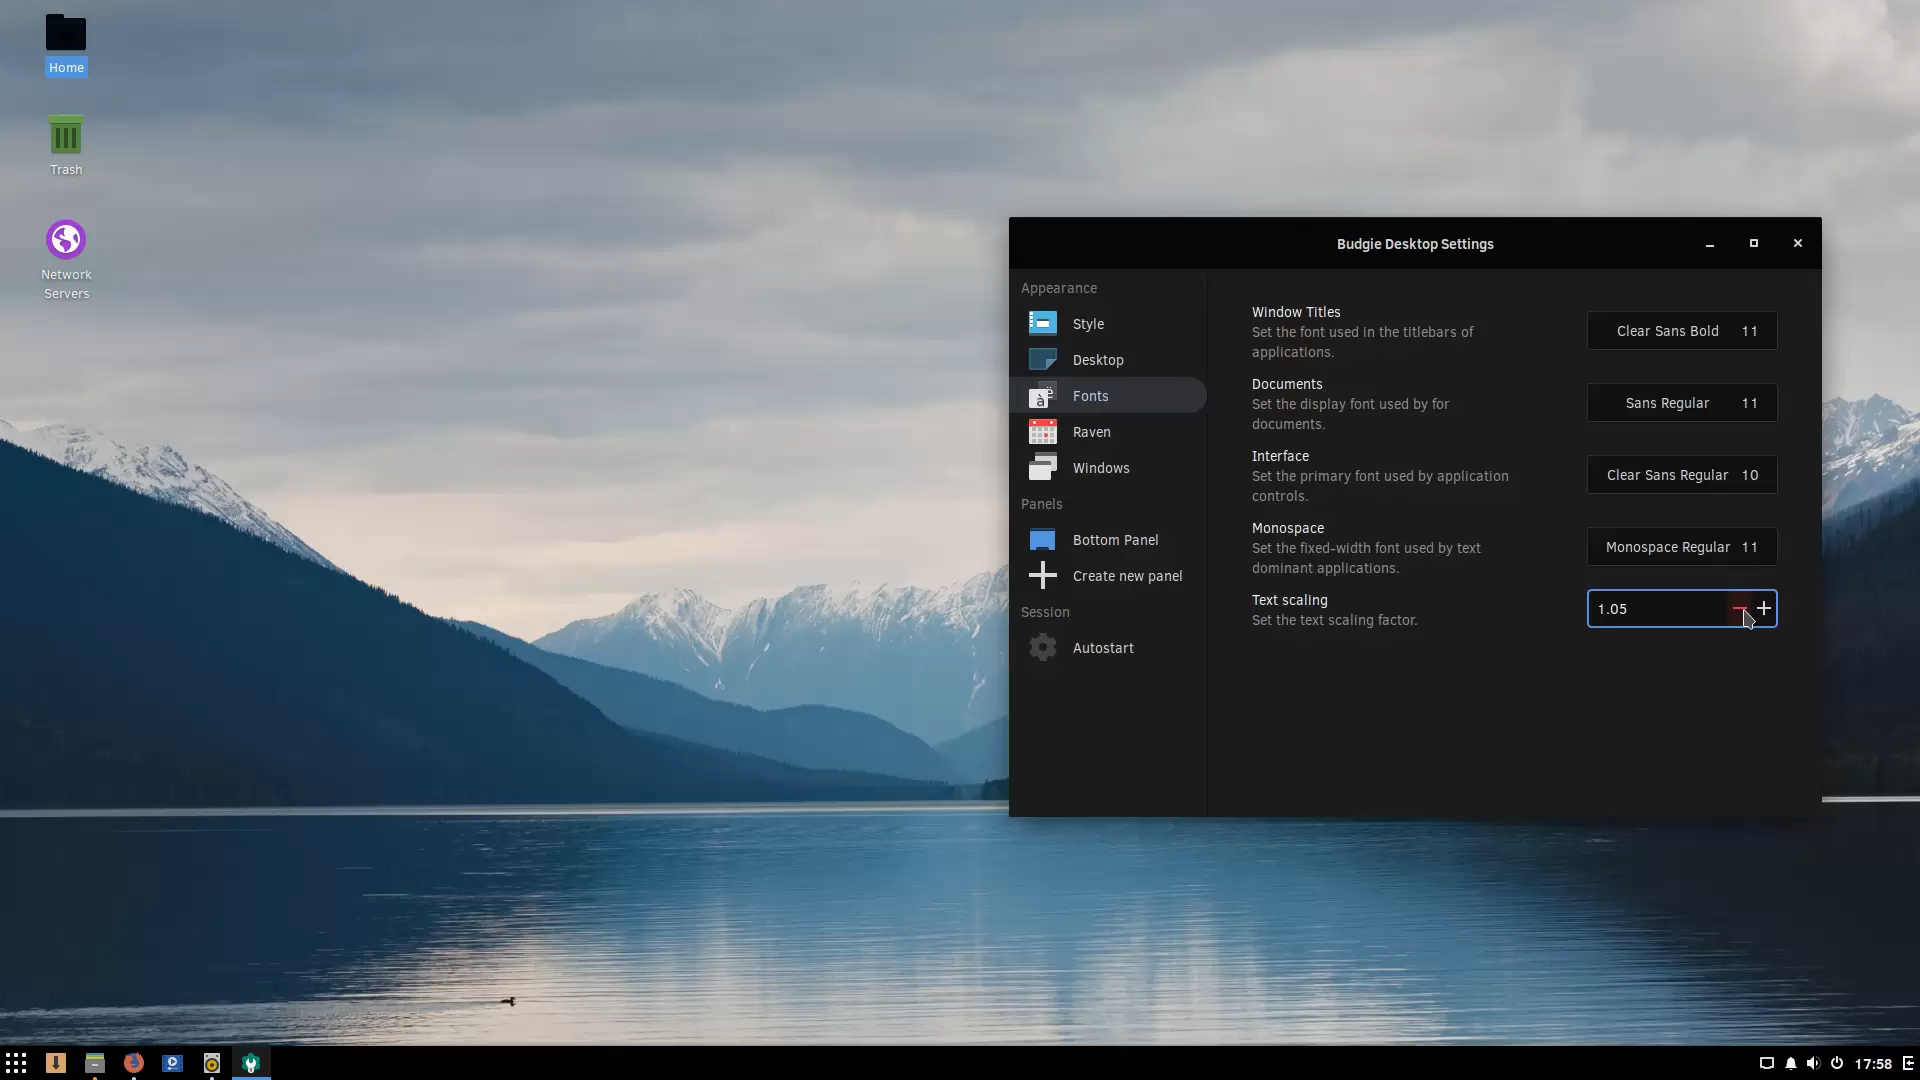 Home
Trash
Network
Servers
Budgie Desktop Settings
Appearance
Style
Desktop
Fonts
Raven
Windows
Panels
Bottom Panel
Create new panel
Session
Autostart
Window Titles
Set the font used in the titlebars of
applications.
Clear Sans Bold 11
Documents
Set the display font used by for
documents.
Sans Regular 11
Interface
Set the primary font used by application
controls.
Clear Sans Regular 10
Monospace
Set the fixed-width font used by text
dominant applications.
Monospace Regular 11
Text scaling
Set the text scaling factor.
1.05
17:58